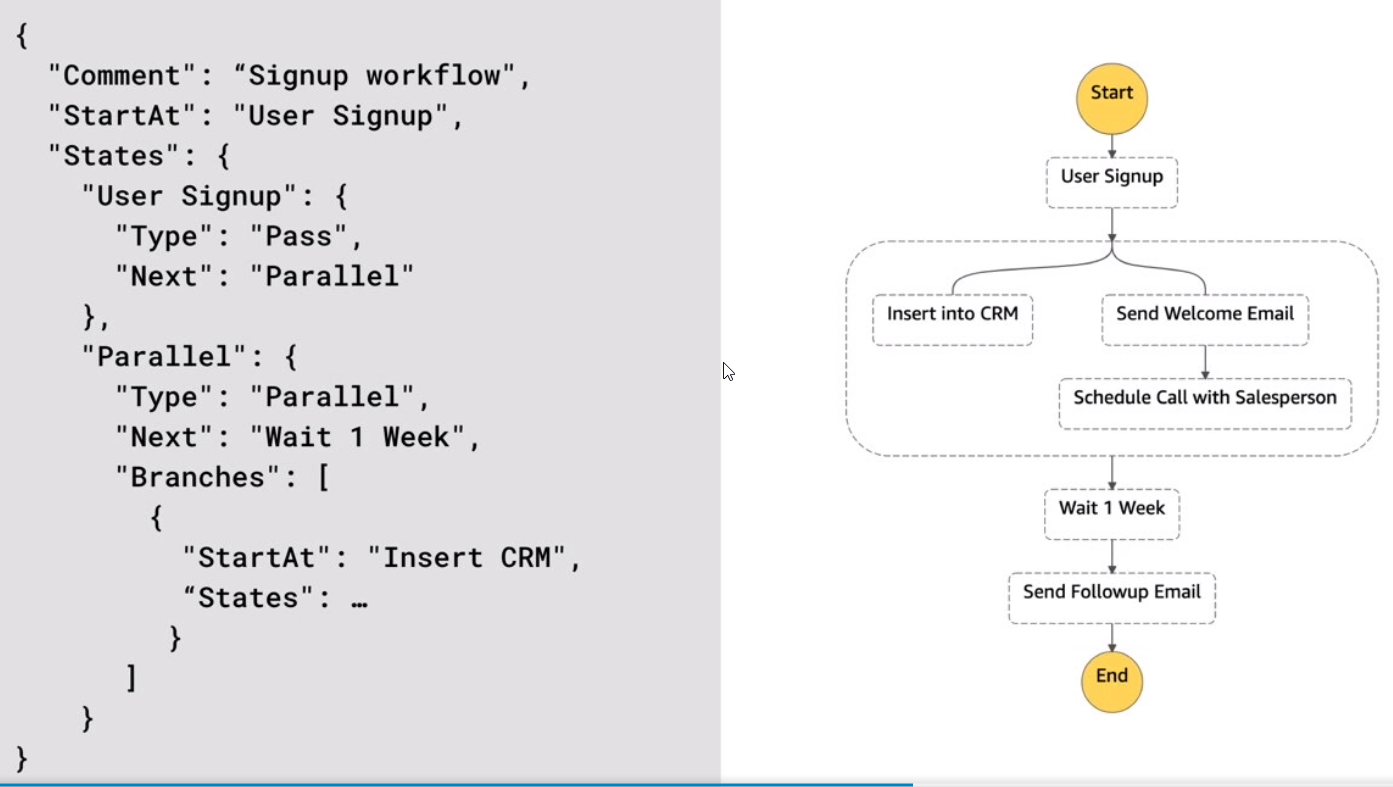 {
"Comment": “Signup workflow",
"StartAt": "User Signup",
"States": {
"User Signup": {
"Type": "Pass",
"Next": "Parallel"
},
"Parallel": {
"Type": "Parallel",
"Next": "Wait 1 Week",
"Branches": [
{
"StartAt": "Insert CRM",
“States": …
}
]
}
}
Start
User Signup
Insert into CRM
Send Welcome Email
Schedule Call with Salesperson
Wait 1 Week
Send Followup Email
End